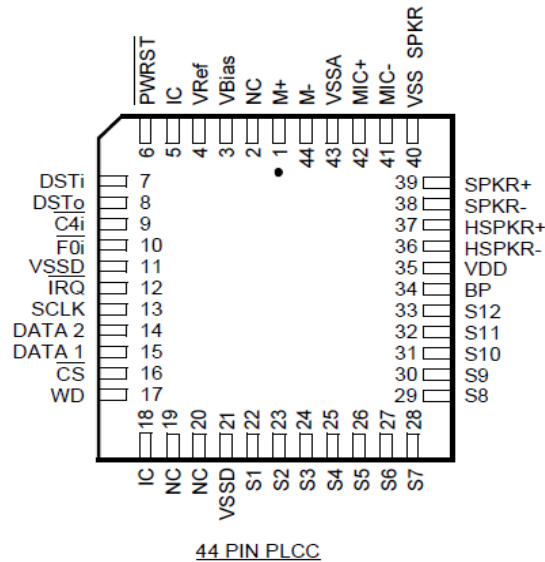 PWRST
IC
VRef
VBias
NC
M+
M-
VSSA
MIC+
MIC-
VSS SPKR
6
5
4
3
2
1
44
43
42
41
40
DSTi 7
DSTo 8
C4i 9
F0i 10
VSSD 11
IRQ 12
SCLK 13
DATA 2 14
DATA 1 15
CS 16
WD 17
39 SPKR+
38 SPKR-
37 HSPKR+
36 HSPKR-
35 VDD
34 BP
33 S12
32 S11
31 S10
30 S9
29 S8
18
19
20
21
22
23
24
25
26
27
28
IC
NC
NC
VSSD
S1
S2
S3
S4
S5
S6
S7
44 PIN PLCC